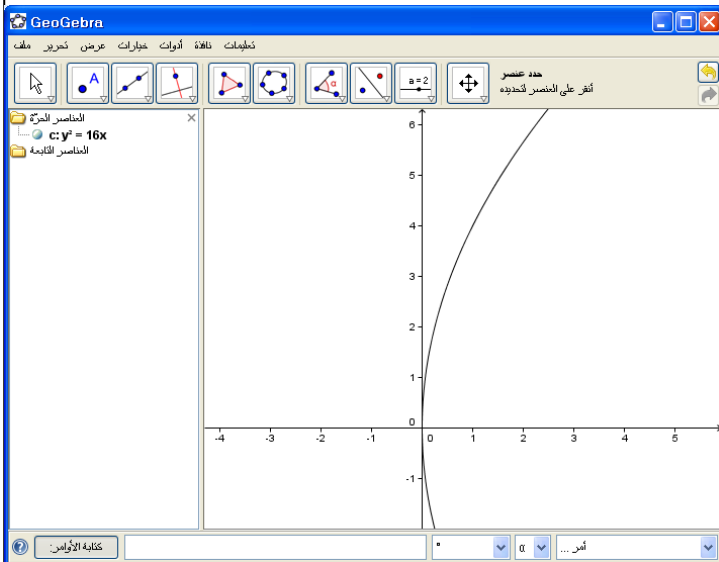 GeoGebra
ملف تحرير عرض خيارات أدوات نافذة تعليمات
A
α
a = 2
حدد عنصر
أنقر على العنصر لتحديده
العناصر الحرّة
c: y² = 16x
العناصر التابعة
6
5
4
3
2
1
0
-4 -3 -2 -1 0 1 2 3 4 5
-1
كتابة الأوامر:
°
α
أمر ...